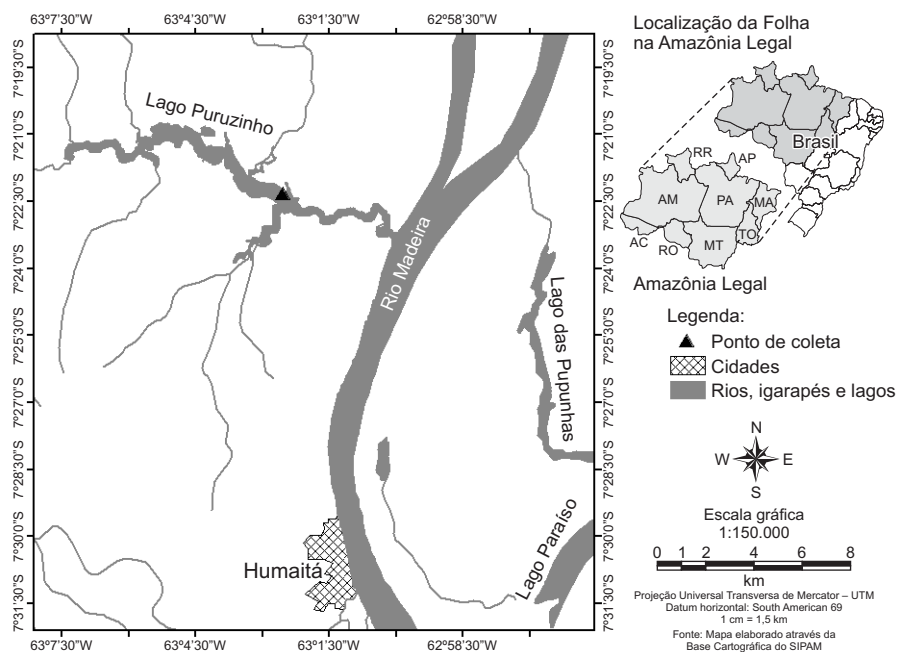 63°7'30"W 63°4'30"W 63°1'30"W 62°58'30"W
7°19'30"S
7°21'0"S
7°22'30"S
7°24'0"S
7°25'30"S
7°27'0"S
7°28'30"S
7°30'0"S
7°31'30"S
Lago Puruzinho
Rio Madeira
Lago das Pupunhas
Lago Paraíso
Humaitá
7°19'30"S
7°21'0"S
7°22'30"S
7°24'0"S
7°25'30"S
7°27'0"S
7°28'30"S
7°30'0"S
7°31'30"S
63°7'30"W 63°4'30"W 63°1'30"W 62°58'30"W
Localização da Folha
na Amazônia Legal
Brasil
RR
AP
AM
PA
MA
AC
RO
MT
TO
Amazônia Legal
Legenda:
Ponto de coleta
Cidades
Rios, igarapés e lagos
N
W E
S
Escala gráfica
1:150.000
0 1 2 4 6 8
km
Projeção Universal Transversa de Mercator – UTM
Datum horizontal: South American 69
1 cm = 1,5 km
Fonte: Mapa elaborado através da
Base Cartográfica do SIPAM